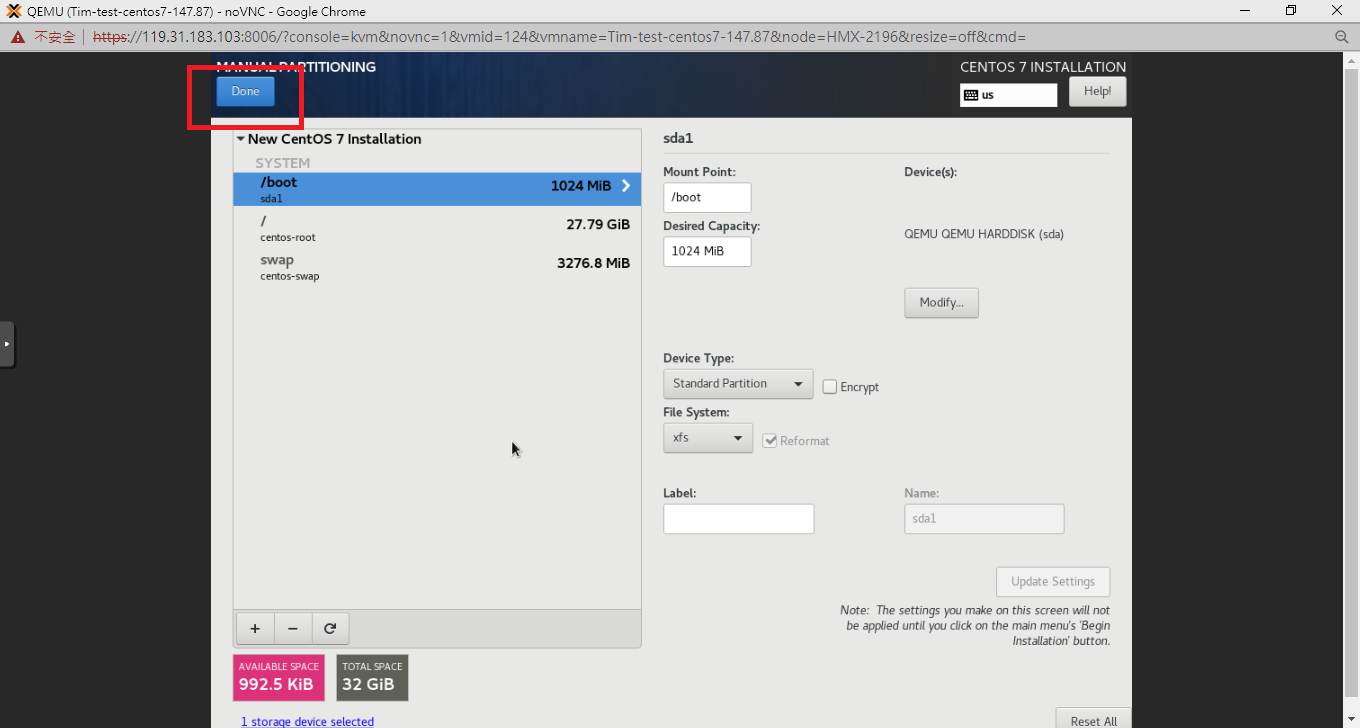 QEMU (Tim-test-centos7-147.87) - noVNC - Google Chrome
不安全 https://119.31.183.103:8006/?console=kvm&novnc=1&vmid=124&vmname=Tim-test-centos7-147.87&node=HMX-2196&resize=off&cmd=
MANUAL PARTITIONING
CENTOS 7 INSTALLATION
Done
us
Help!
New CentOS 7 Installation
SYSTEM
/boot 1024 MiB
sda1
/ 27.79 GiB
centos-root
swap 3276.8 MiB
centos-swap
sda1
Mount Point:
/boot
Device(s):
Desired Capacity:
1024 MiB
QEMU QEMU HARDDISK (sda)
Modify...
Device Type:
Standard Partition
Encrypt
File System:
xfs
Reformat
Label:
Name:
sda1
Update Settings
Note: The settings you make on this screen will not
be applied until you click on the main menu's 'Begin
Installation' button.
AVAILABLE SPACE
992.5 KiB
TOTAL SPACE
32 GiB
1 storage device selected
Reset All